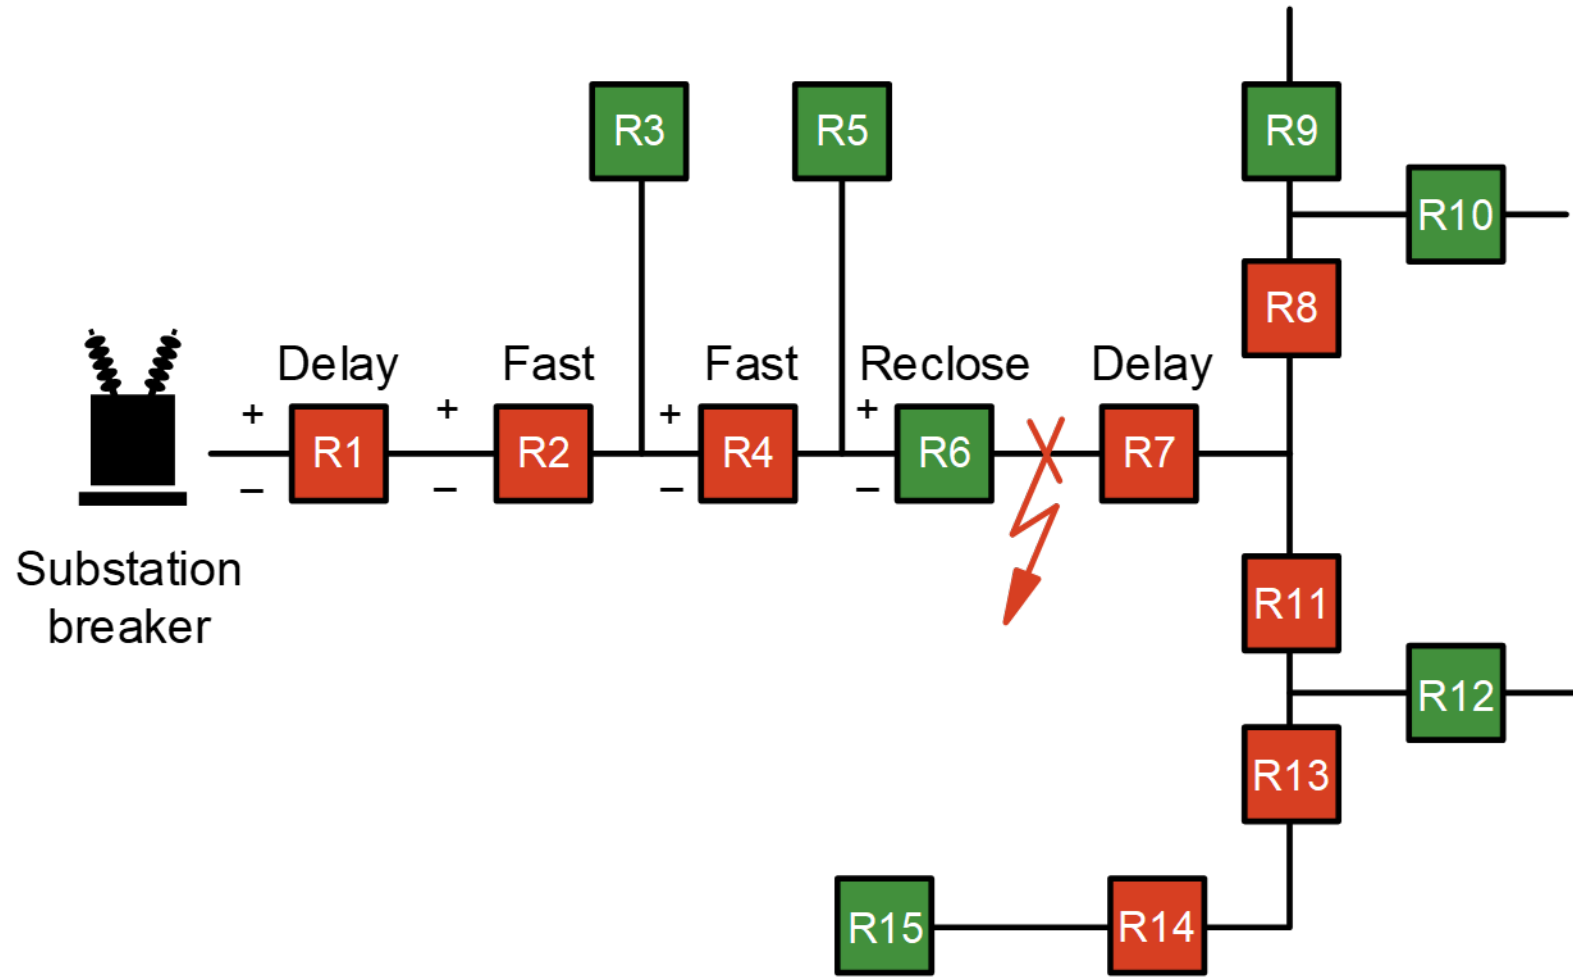 R3
R5
R9
R10
R8
Delay
Fast
Fast
Reclose
Delay
+
+
+
+
R1
R2
R4
R6
R7
−
−
−
−
Substation
breaker
R11
R12
R13
R15
R14